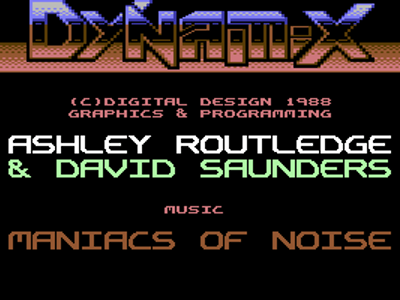 DYNAMIX
(C)DIGITAL DESIGN 1988
GRAPHICS & PROGRAMMING
ASHLEY ROUTLEDGE
& DAVID SAUNDERS
MUSIC
MANIACS OF NOISE